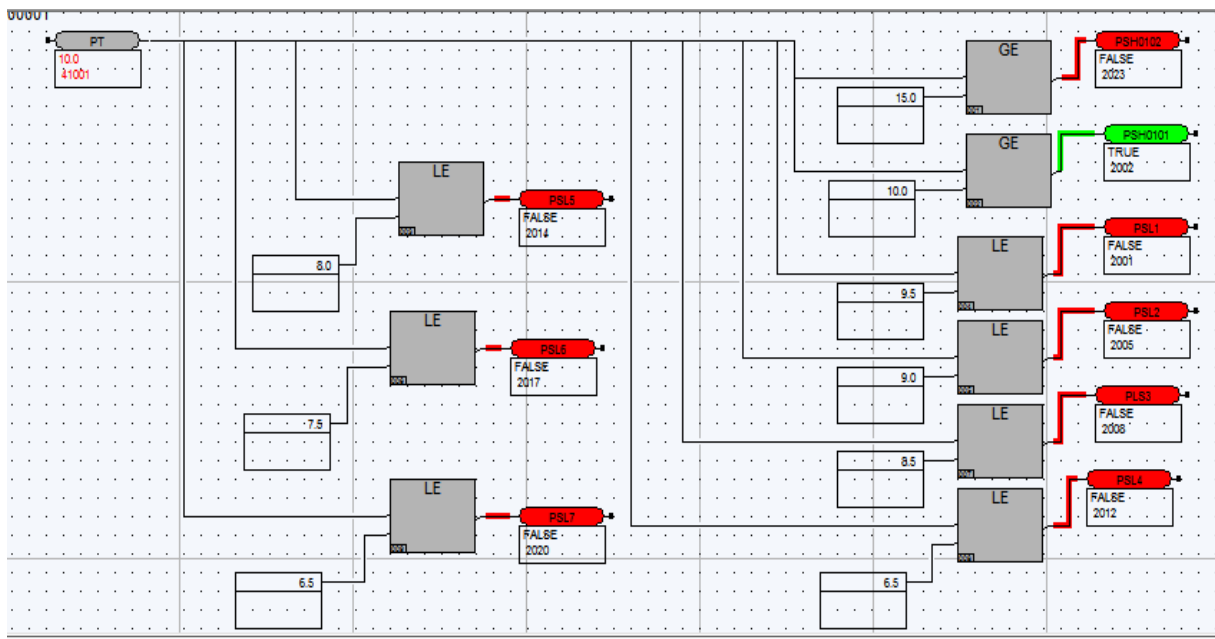 00001
PT
10.0
41001
GE
PSH0102
FALSE
2023
15.0
GE
PSH0101
TRUE
2002
10.0
LE
PSL5
FALSE
2014
8.0
LE
PSL1
FALSE
2001
9.5
LE
PSL6
FALSE
2017
7.5
LE
PSL2
FALSE
2005
9.0
LE
PLS3
FALSE
2008
8.5
LE
PSL7
FALSE
2020
6.5
LE
PSL4
FALSE
2012
6.5